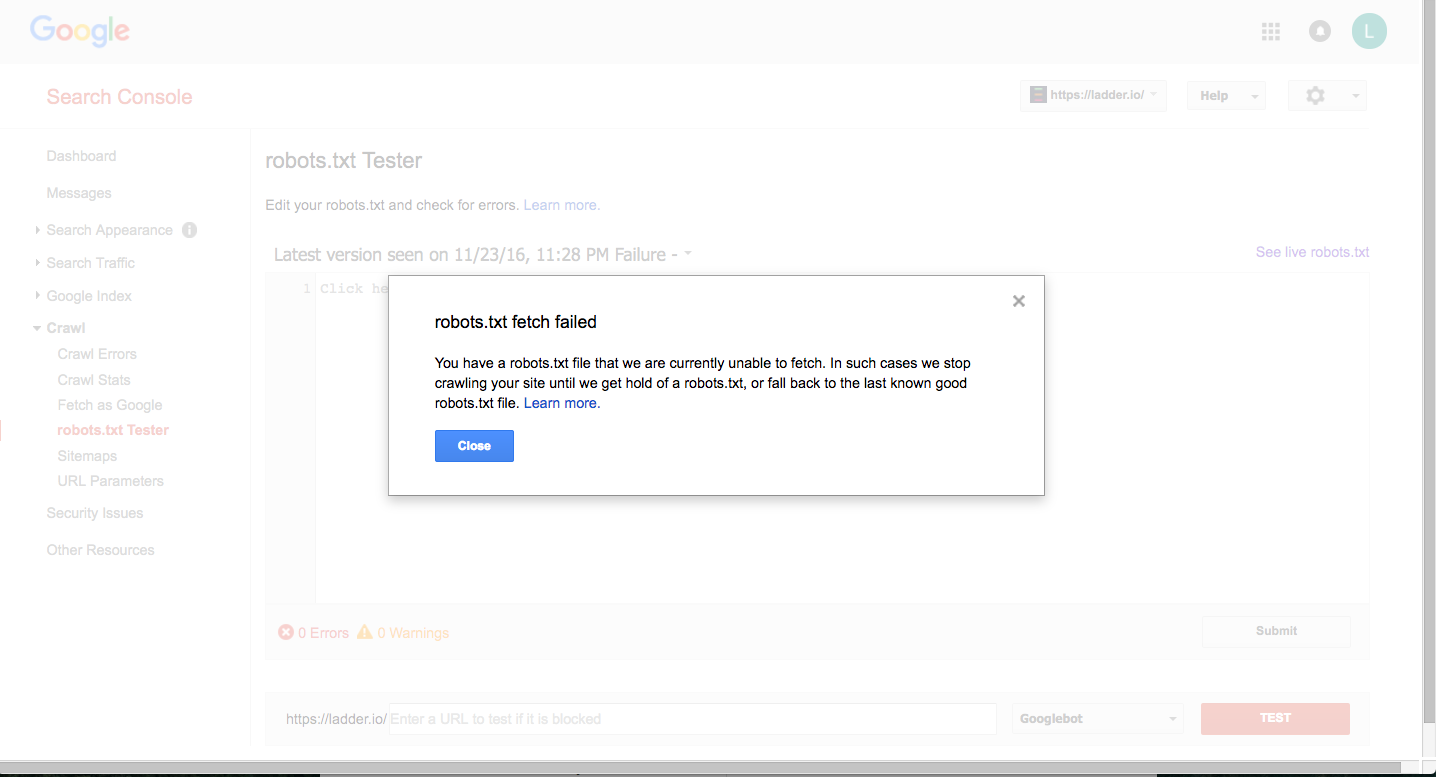 Google
L
Search Console
https://ladder.io/
Help
Dashboard
Messages
Search Appearance
Search Traffic
Google Index
Crawl
Crawl Errors
Crawl Stats
Fetch as Google
robots.txt Tester
Sitemaps
URL Parameters
Security Issues
Other Resources
robots.txt Tester
Edit your robots.txt and check for errors. Learn more.
Latest version seen on 11/23/16, 11:28 PM Failure -
See live robots.txt
1 Click he
robots.txt fetch failed
You have a robots.txt file that we are currently unable to fetch. In such cases we stop
crawling your site until we get hold of a robots.txt, or fall back to the last known good
robots.txt file. Learn more.
Close
0 Errors 0 Warnings
Submit
https://ladder.io/ Enter a URL to test if it is blocked
Googlebot
TEST